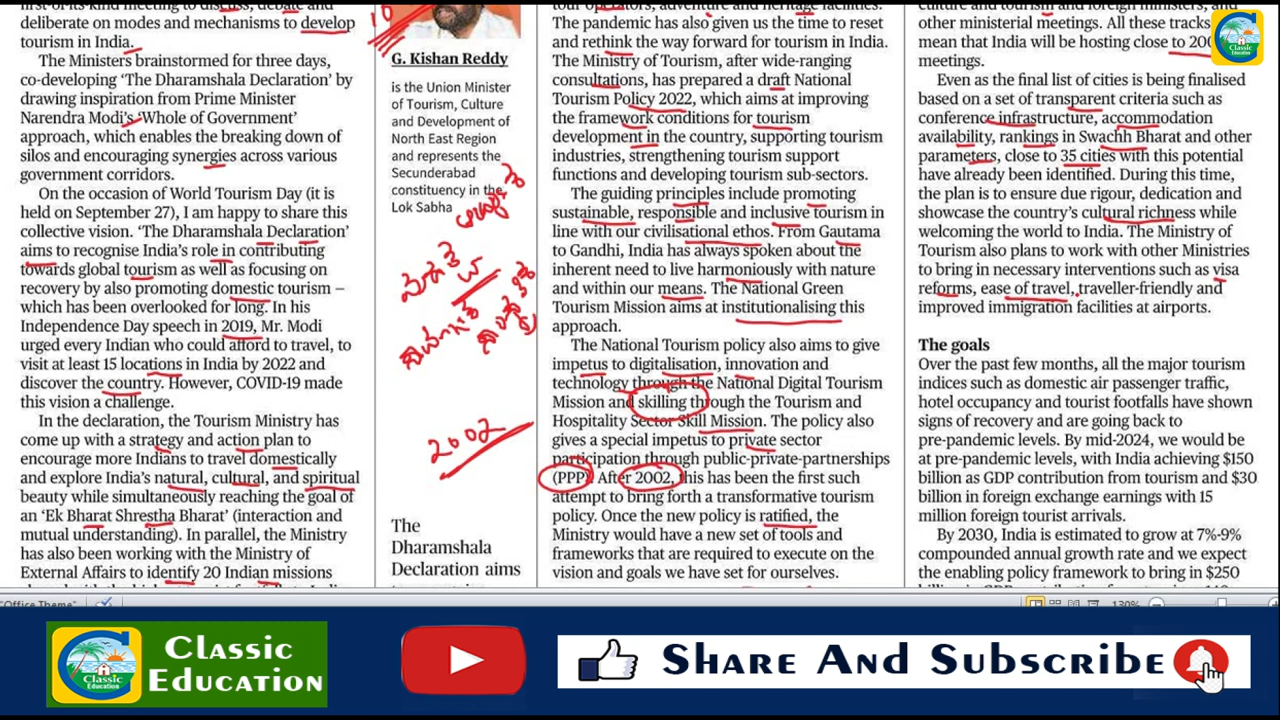 first-of-its-kind meeting to discuss, debate and
deliberate on modes and mechanisms to develop
tourism in India.
The Ministers brainstormed for three days,
co-developing ‘The Dharamshala Declaration’ by
drawing inspiration from Prime Minister
Narendra Modi’s ‘Whole of Government’
approach, which enables the breaking down of
silos and encouraging synergies across various
government corridors.
On the occasion of World Tourism Day (it is
held on September 27), I am happy to share this
collective vision. ‘The Dharamshala Declaration’
aims to recognise India’s role in contributing
towards global tourism as well as focusing on
recovery by also promoting domestic tourism —
which has been overlooked for long. In his
Independence Day speech in 2019, Mr. Modi
urged every Indian who could afford to travel, to
visit at least 15 locations in India by 2022 and
discover the country. However, COVID-19 made
this vision a challenge.
In the declaration, the Tourism Ministry has
come up with a strategy and action plan to
encourage more Indians to travel domestically
and explore India’s natural, cultural, and spiritual
beauty while simultaneously reaching the goal of
an ‘Ek Bharat Shrestha Bharat’ (interaction and
mutual understanding). In parallel, the Ministry
has also been working with the Ministry of
External Affairs to identify 20 Indian missions
10
G. Kishan Reddy
is the Union Minister
of Tourism, Culture
and Development of
North East Region
and represents the
Secunderabad
constituency in the
Lok Sabha
2002
The
Dharamshala
Declaration aims
tour operators, adventure and heritage facilities.
The pandemic has also given us the time to reset
and rethink the way forward for tourism in India.
The Ministry of Tourism, after wide-ranging
consultations, has prepared a draft National
Tourism Policy 2022, which aims at improving
the framework conditions for tourism
development in the country, supporting tourism
industries, strengthening tourism support
functions and developing tourism sub-sectors.
The guiding principles include promoting
sustainable, responsible and inclusive tourism in
line with our civilisational ethos. From Gautama
to Gandhi, India has always spoken about the
inherent need to live harmoniously with nature
and within our means. The National Green
Tourism Mission aims at institutionalising this
approach.
The National Tourism policy also aims to give
impetus to digitalisation, innovation and
technology through the National Digital Tourism
Mission and skilling through the Tourism and
Hospitality Sector Skill Mission. The policy also
gives a special impetus to private sector
participation through public-private-partnerships
(PPP). After 2002, this has been the first such
attempt to bring forth a transformative tourism
policy. Once the new policy is ratified, the
Ministry would have a new set of tools and
frameworks that are required to execute on the
vision and goals we have set for ourselves.
culture and tourism and foreign ministers, and
other ministerial meetings. All these tracks
mean that India will be hosting close to 200
meetings.
Even as the final list of cities is being finalised
based on a set of transparent criteria such as
conference infrastructure, accommodation
availability, rankings in Swachh Bharat and other
parameters, close to 35 cities with this potential
have already been identified. During this time,
the plan is to ensure due rigour, dedication and
showcase the country’s cultural richness while
welcoming the world to India. The Ministry of
Tourism also plans to work with other Ministries
to bring in necessary interventions such as visa
reforms, ease of travel, traveller-friendly and
improved immigration facilities at airports.
The goals
Over the past few months, all the major tourism
indices such as domestic air passenger traffic,
hotel occupancy and tourist footfalls have shown
signs of recovery and are going back to
pre-pandemic levels. By mid-2024, we would be
at pre-pandemic levels, with India achieving $150
billion as GDP contribution from tourism and $30
billion in foreign exchange earnings with 15
million foreign tourist arrivals.
By 2030, India is estimated to grow at 7%-9%
compounded annual growth rate and we expect
the enabling policy framework to bring in $250
Classic
Education
"Office Theme"
130%
Classic
Education
Classic
Education
Share And Subscribe